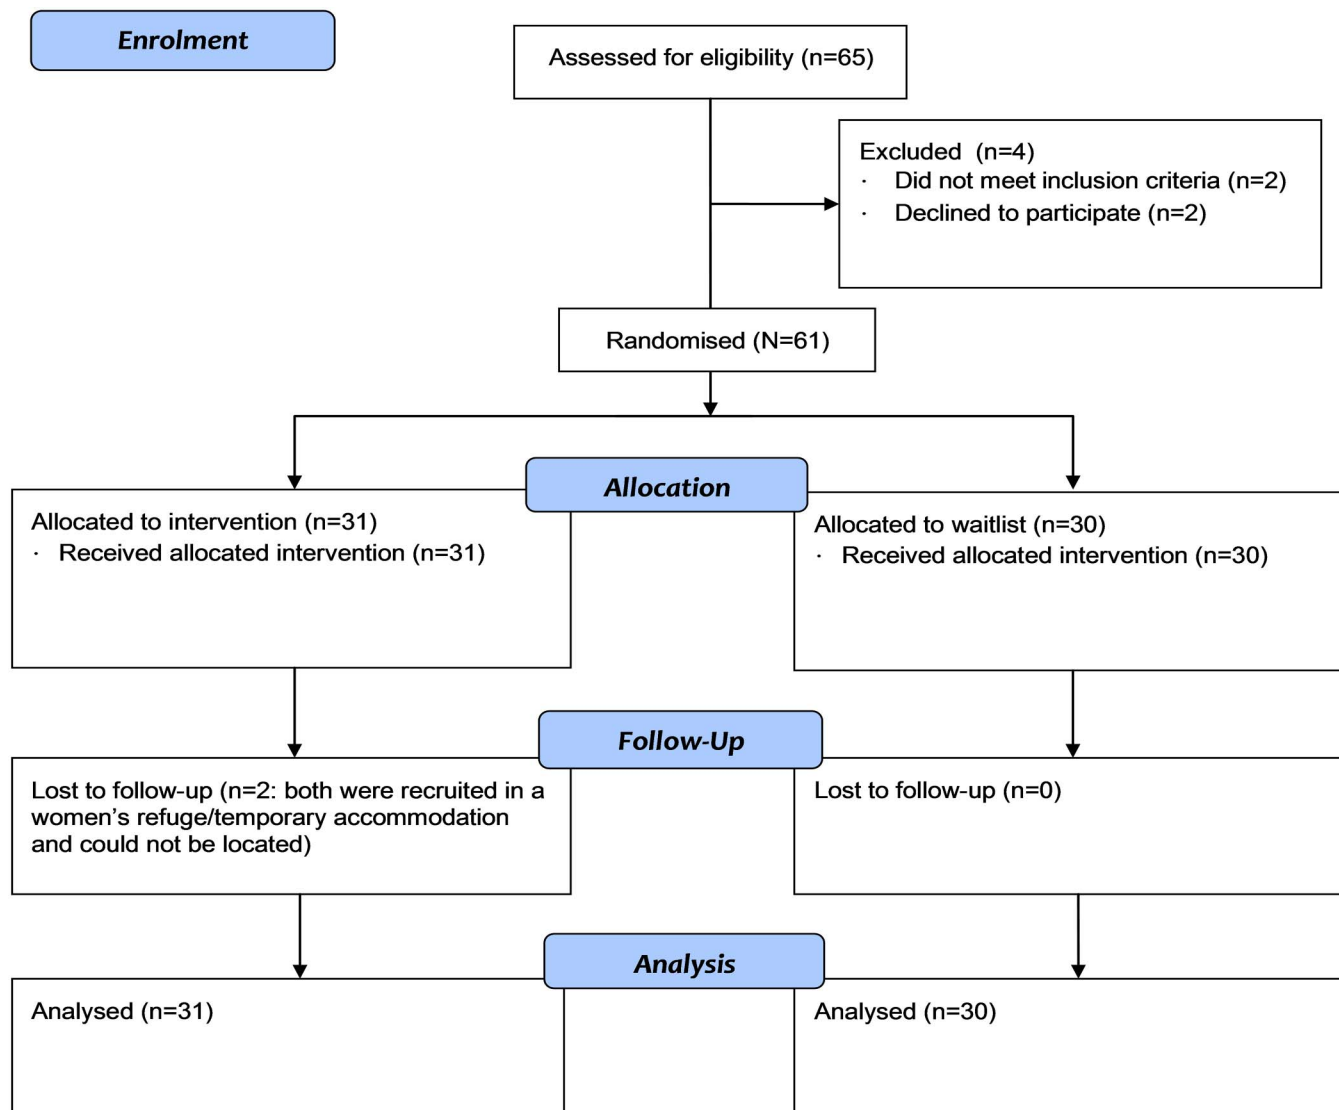 Enrolment
Assessed for eligibility (n=65)
Excluded  (n=4)
· Did not meet inclusion criteria (n=2)
· Declined to participate (n=2)
Randomised (N=61)
Allocation
Allocated to intervention (n=31)
· Received allocated intervention (n=31)
Allocated to waitlist (n=30)
· Received allocated intervention (n=30)
Follow-Up
Lost to follow-up (n=2: both were recruited in a
women’s refuge/temporary accommodation
and could not be located)
Lost to follow-up (n=0)
Analysis
Analysed (n=31)
Analysed (n=30)